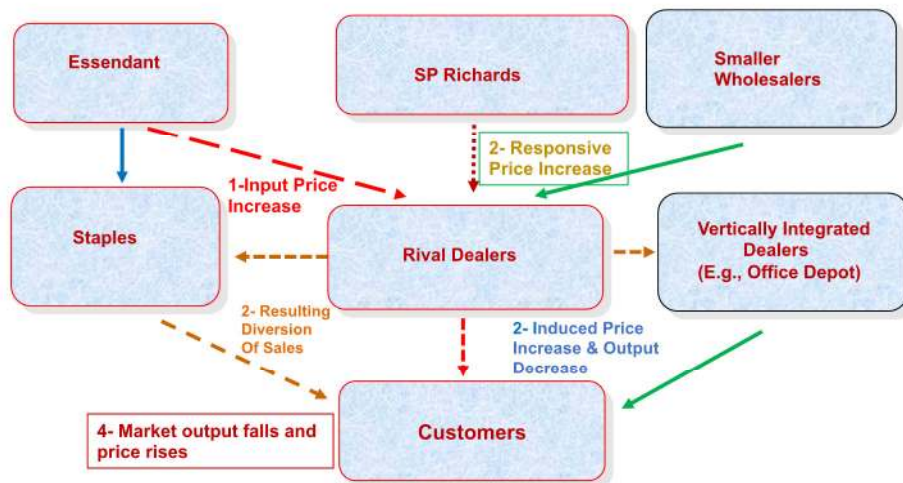 Essendant
SP Richards
Smaller
Wholesalers
2- Responsive
Price Increase
1-Input Price
Increase
Staples
Rival Dealers
Vertically Integrated
Dealers
(E.g., Office Depot)
2- Resulting
Diversion
Of Sales
2- Induced Price
Increase & Output
Decrease
4- Market output falls and
price rises
Customers